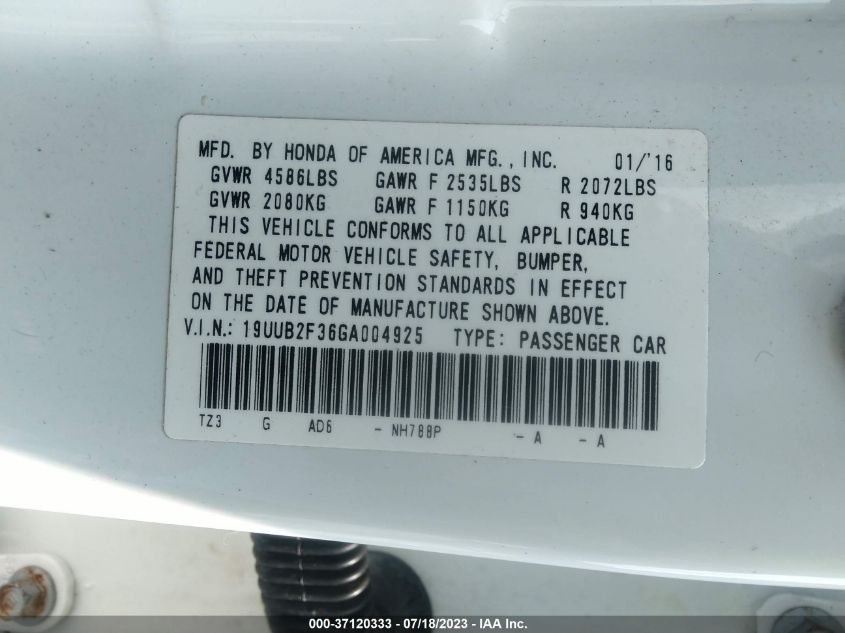 MFD. BY HONDA OF AMERICA MFG., INC. 01/'16
GVWR 4586LBS GAWR F 2535LBS R 2072LBS
GVWR 2080KG GAWR F 1150KG R 940KG
THIS VEHICLE CONFORMS TO ALL APPLICABLE
FEDERAL MOTOR VEHICLE SAFETY, BUMPER,
AND THEFT PREVENTION STANDARDS IN EFFECT
ON THE DATE OF MANUFACTURE SHOWN ABOVE.
V.I.N.: 19UUB2F36GA004925 TYPE: PASSENGER CAR
TZ3 G AD6 - NH788P - A - A
000-37120333 - 07/18/2023 - IAA Inc.